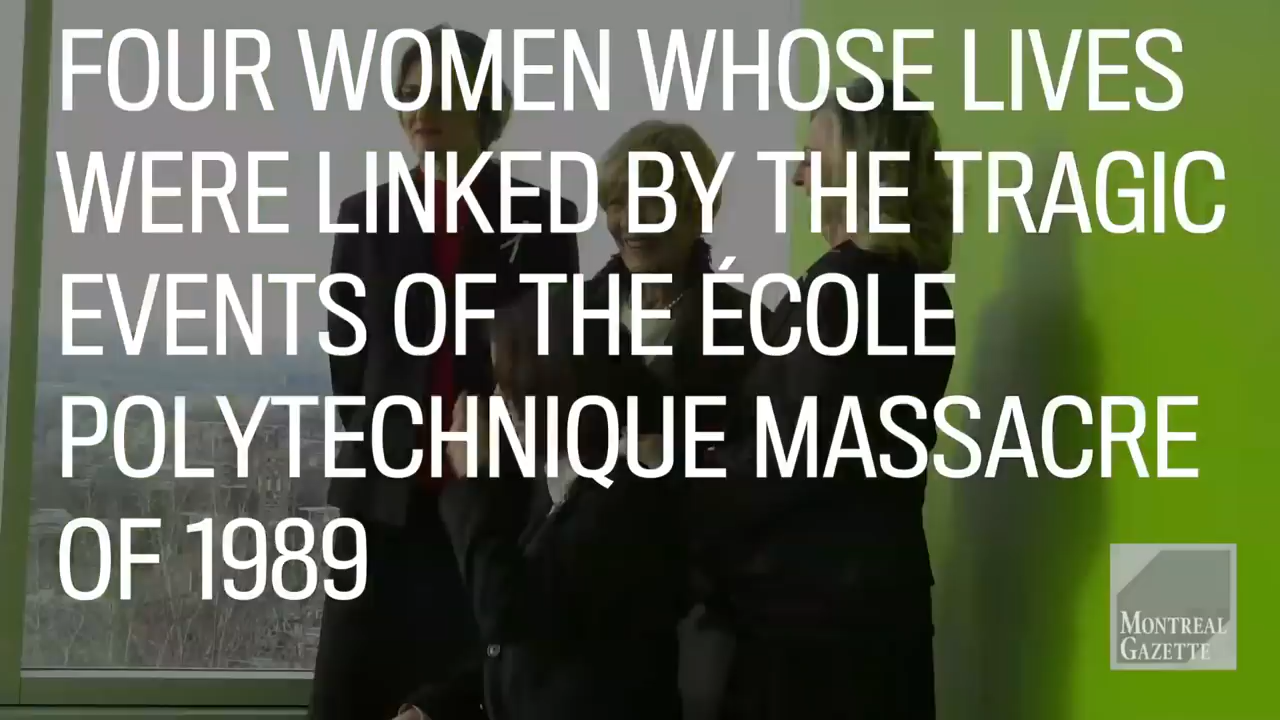 FOUR WOMEN WHOSE LIVES
WERE LINKED BY THE TRAGIC
EVENTS OF THE ÉCOLE
POLYTECHNIQUE MASSACRE
OF 1989
MONTREAL
GAZETTE